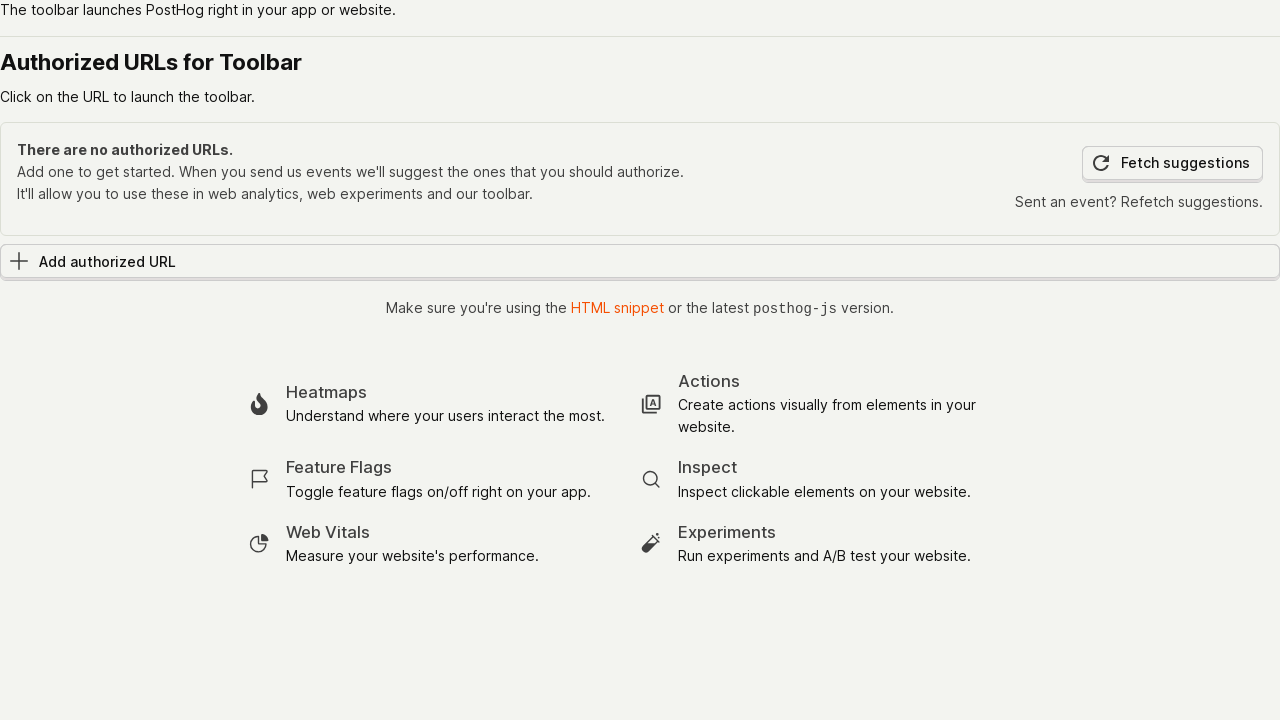 The toolbar launches PostHog right in your app or website.
Authorized URLs for Toolbar
Click on the URL to launch the toolbar.
There are no authorized URLs.
Add one to get started. When you send us events we'll suggest the ones that you should authorize.
It'll allow you to use these in web analytics, web experiments and our toolbar.
Fetch suggestions
Sent an event? Refetch suggestions.
Add authorized URL
Make sure you're using the HTML snippet or the latest posthog-js version.
Heatmaps
Understand where your users interact the most.
Actions
Create actions visually from elements in your
website.
Feature Flags
Toggle feature flags on/off right on your app.
Inspect
Inspect clickable elements on your website.
Web Vitals
Measure your website's performance.
Experiments
Run experiments and A/B test your website.